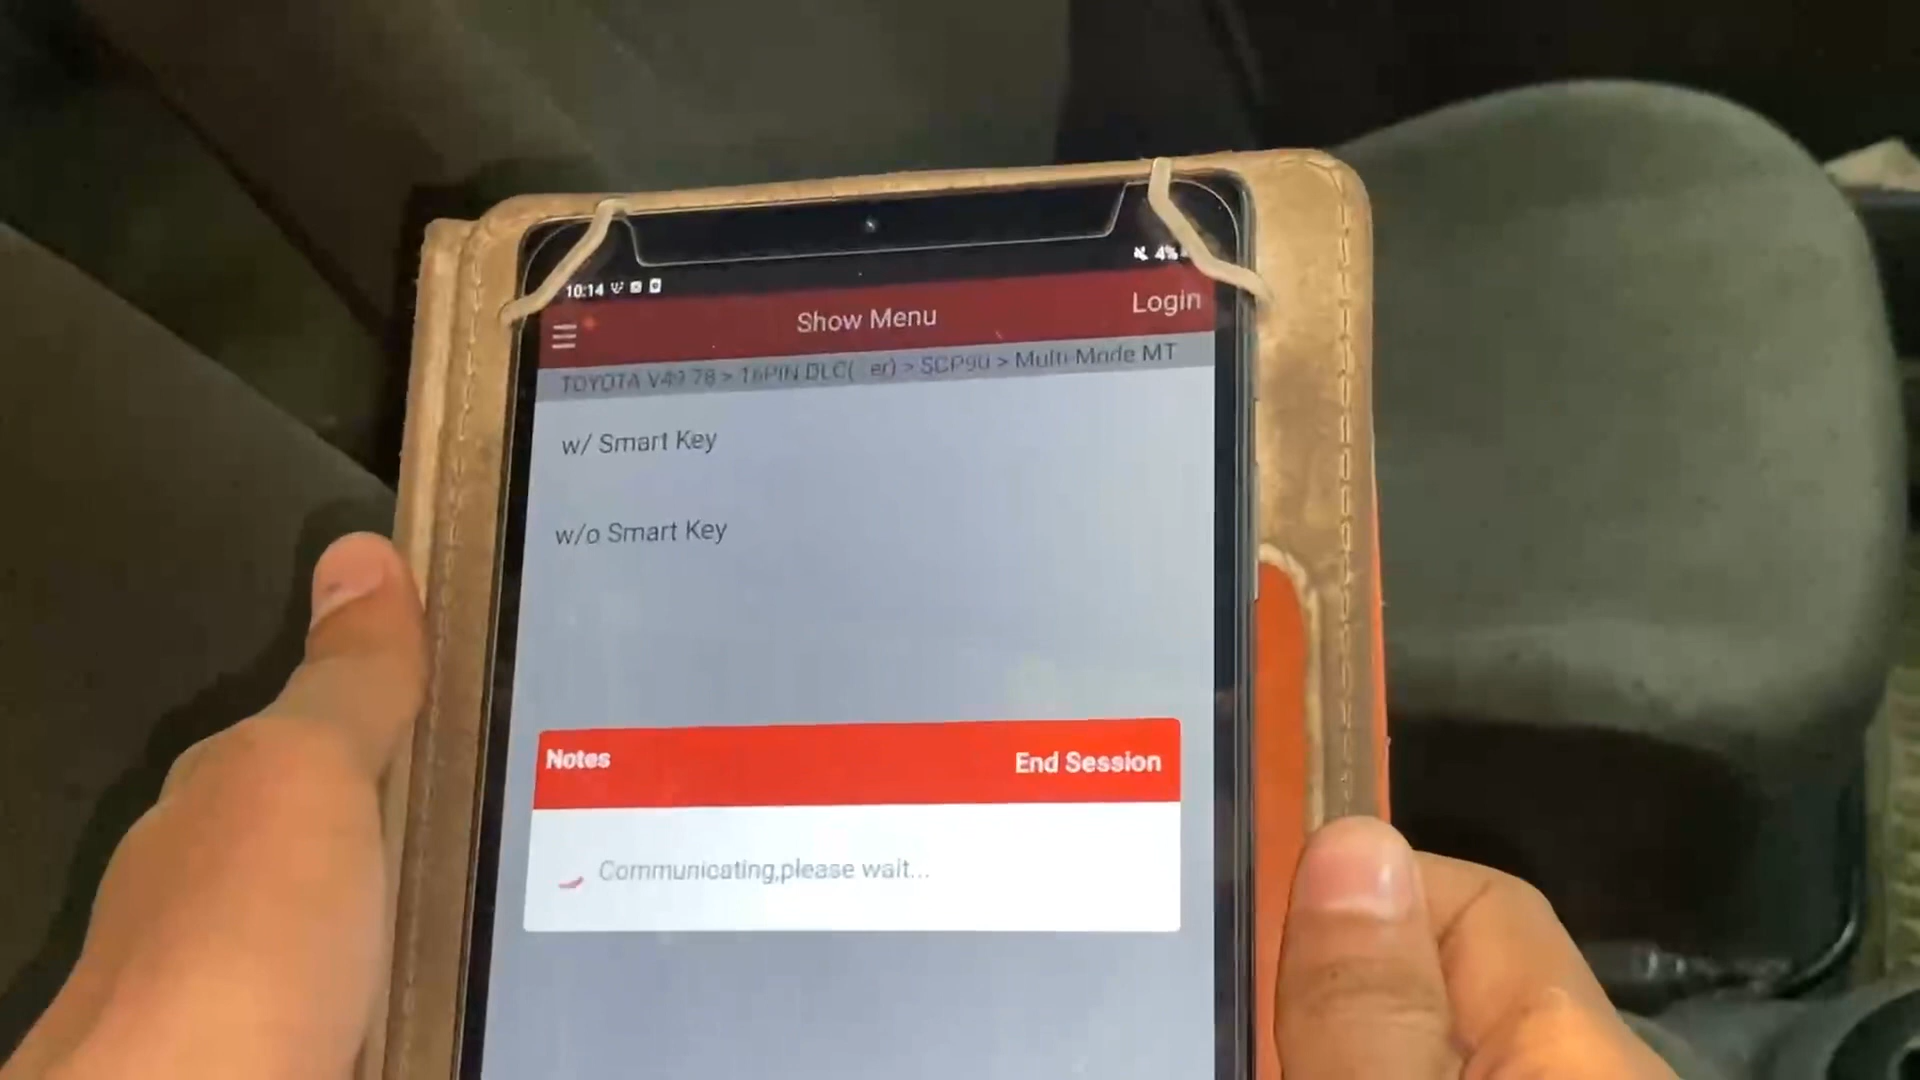 10:14
4%
Show Menu
Login
TOYOTA V49.78 > 16PIN DLC( er) > SCP90 > Multi-Mode MT
w/ Smart Key
w/o Smart Key
Notes
End Session
Communicating,please wait...